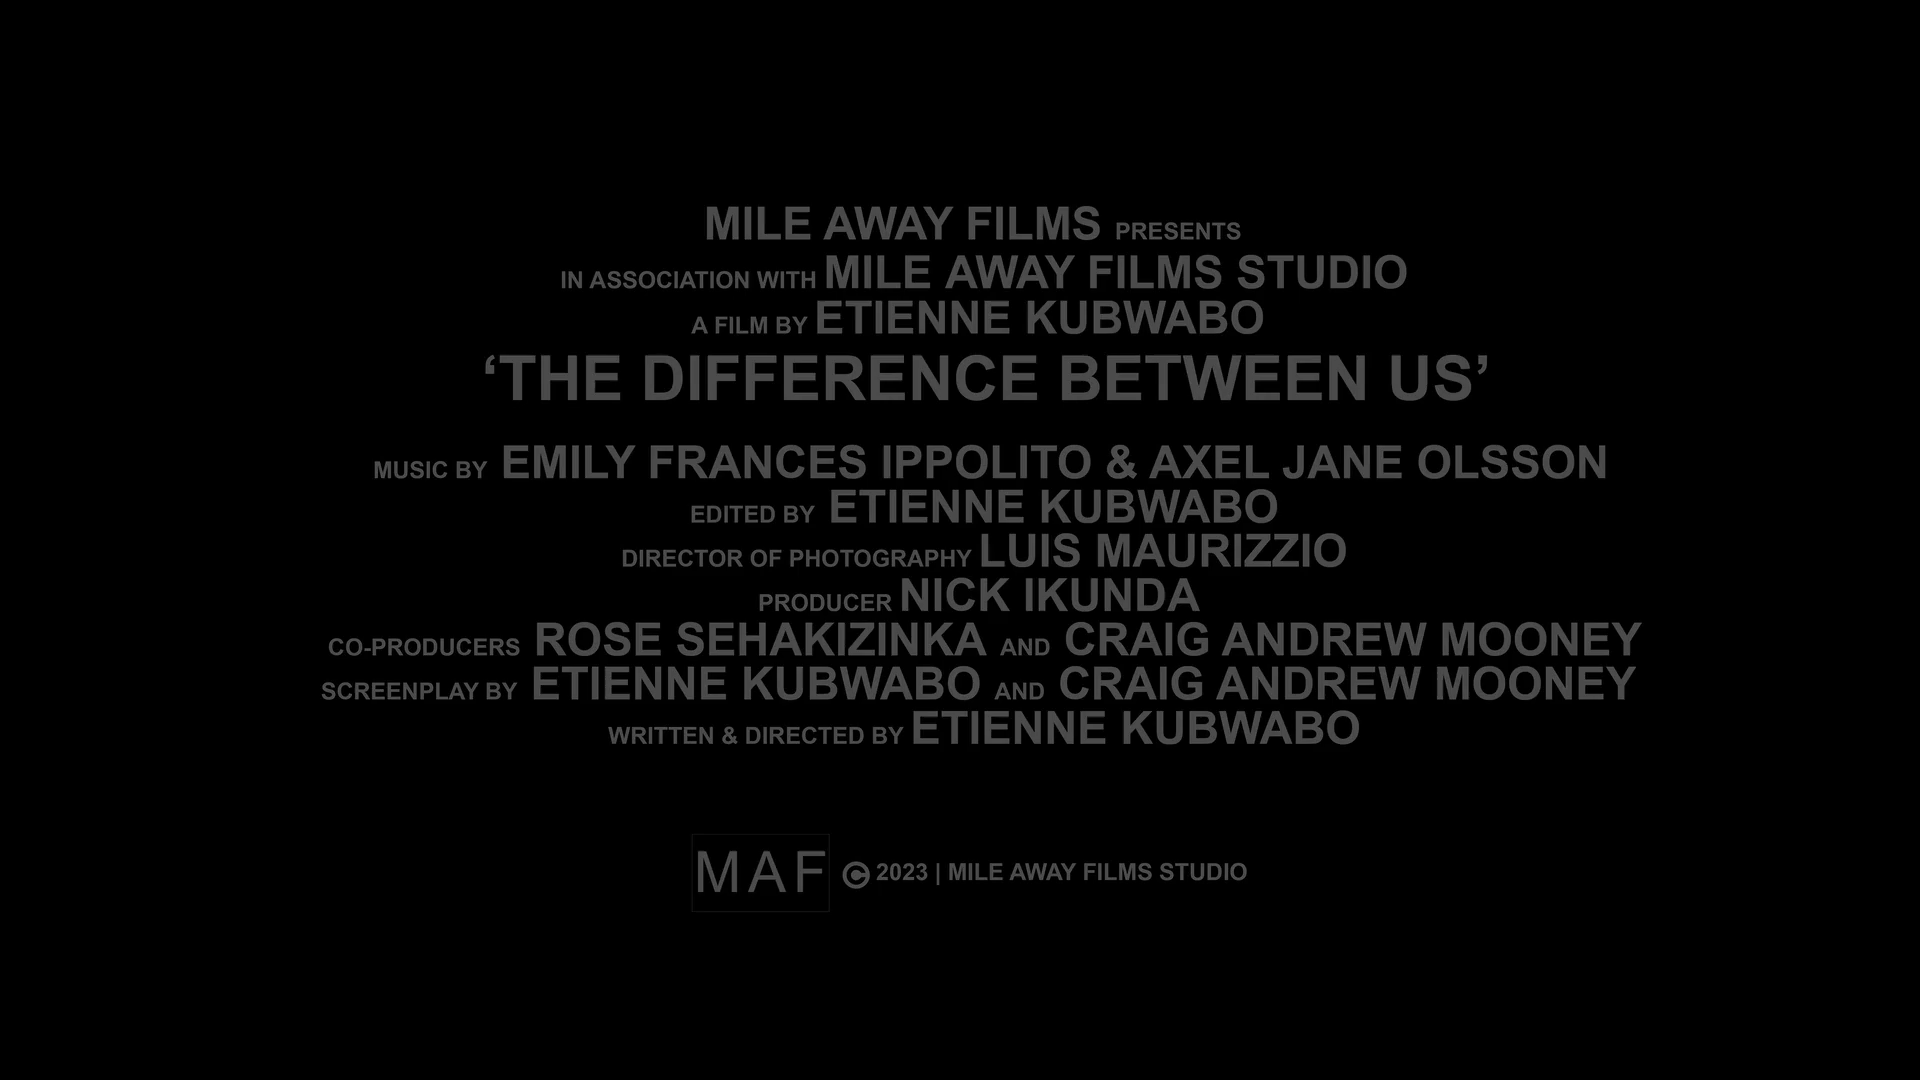 MILE AWAY FILMS PRESENTS
IN ASSOCIATION WITH MILE AWAY FILMS STUDIO
A FILM BY ETIENNE KUBWABO
‘THE DIFFERENCE BETWEEN US’
MUSIC BY EMILY FRANCES IPPOLITO & AXEL JANE OLSSON
EDITED BY ETIENNE KUBWABO
DIRECTOR OF PHOTOGRAPHY LUIS MAURIZZIO
PRODUCER NICK IKUNDA
CO-PRODUCERS ROSE SEHAKIZINKA AND CRAIG ANDREW MOONEY
SCREENPLAY BY ETIENNE KUBWABO AND CRAIG ANDREW MOONEY
WRITTEN & DIRECTED BY ETIENNE KUBWABO
MAF © 2023 | MILE AWAY FILMS STUDIO